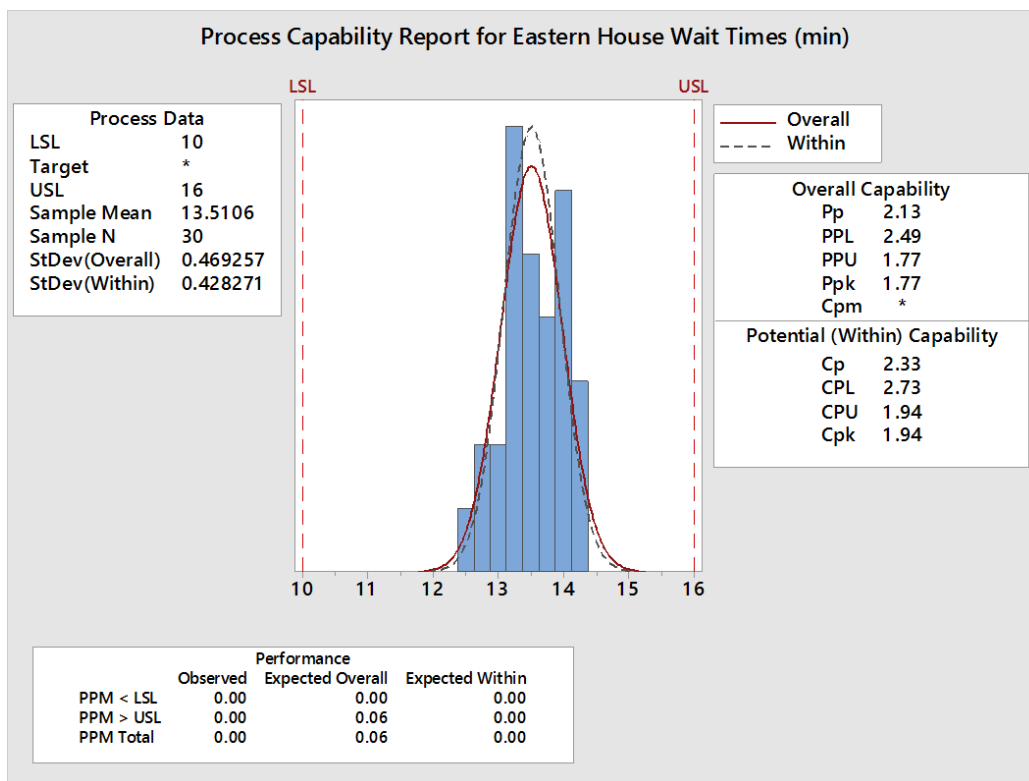 Process Capability Report for Eastern House Wait Times (min)
LSL USL
Process Data
LSL 10
Target *
USL 16
Sample Mean 13.5106
Sample N 30
StDev(Overall) 0.469257
StDev(Within) 0.428271
Overall
Within
Overall Capability
Pp 2.13
PPL 2.49
PPU 1.77
Ppk 1.77
Cpm *
Potential (Within) Capability
Cp 2.33
CPL 2.73
CPU 1.94
Cpk 1.94
10 11 12 13 14 15 16
Performance
Observed Expected Overall Expected Within
PPM < LSL 0.00 0.00 0.00
PPM > USL 0.00 0.06 0.00
PPM Total 0.00 0.06 0.00